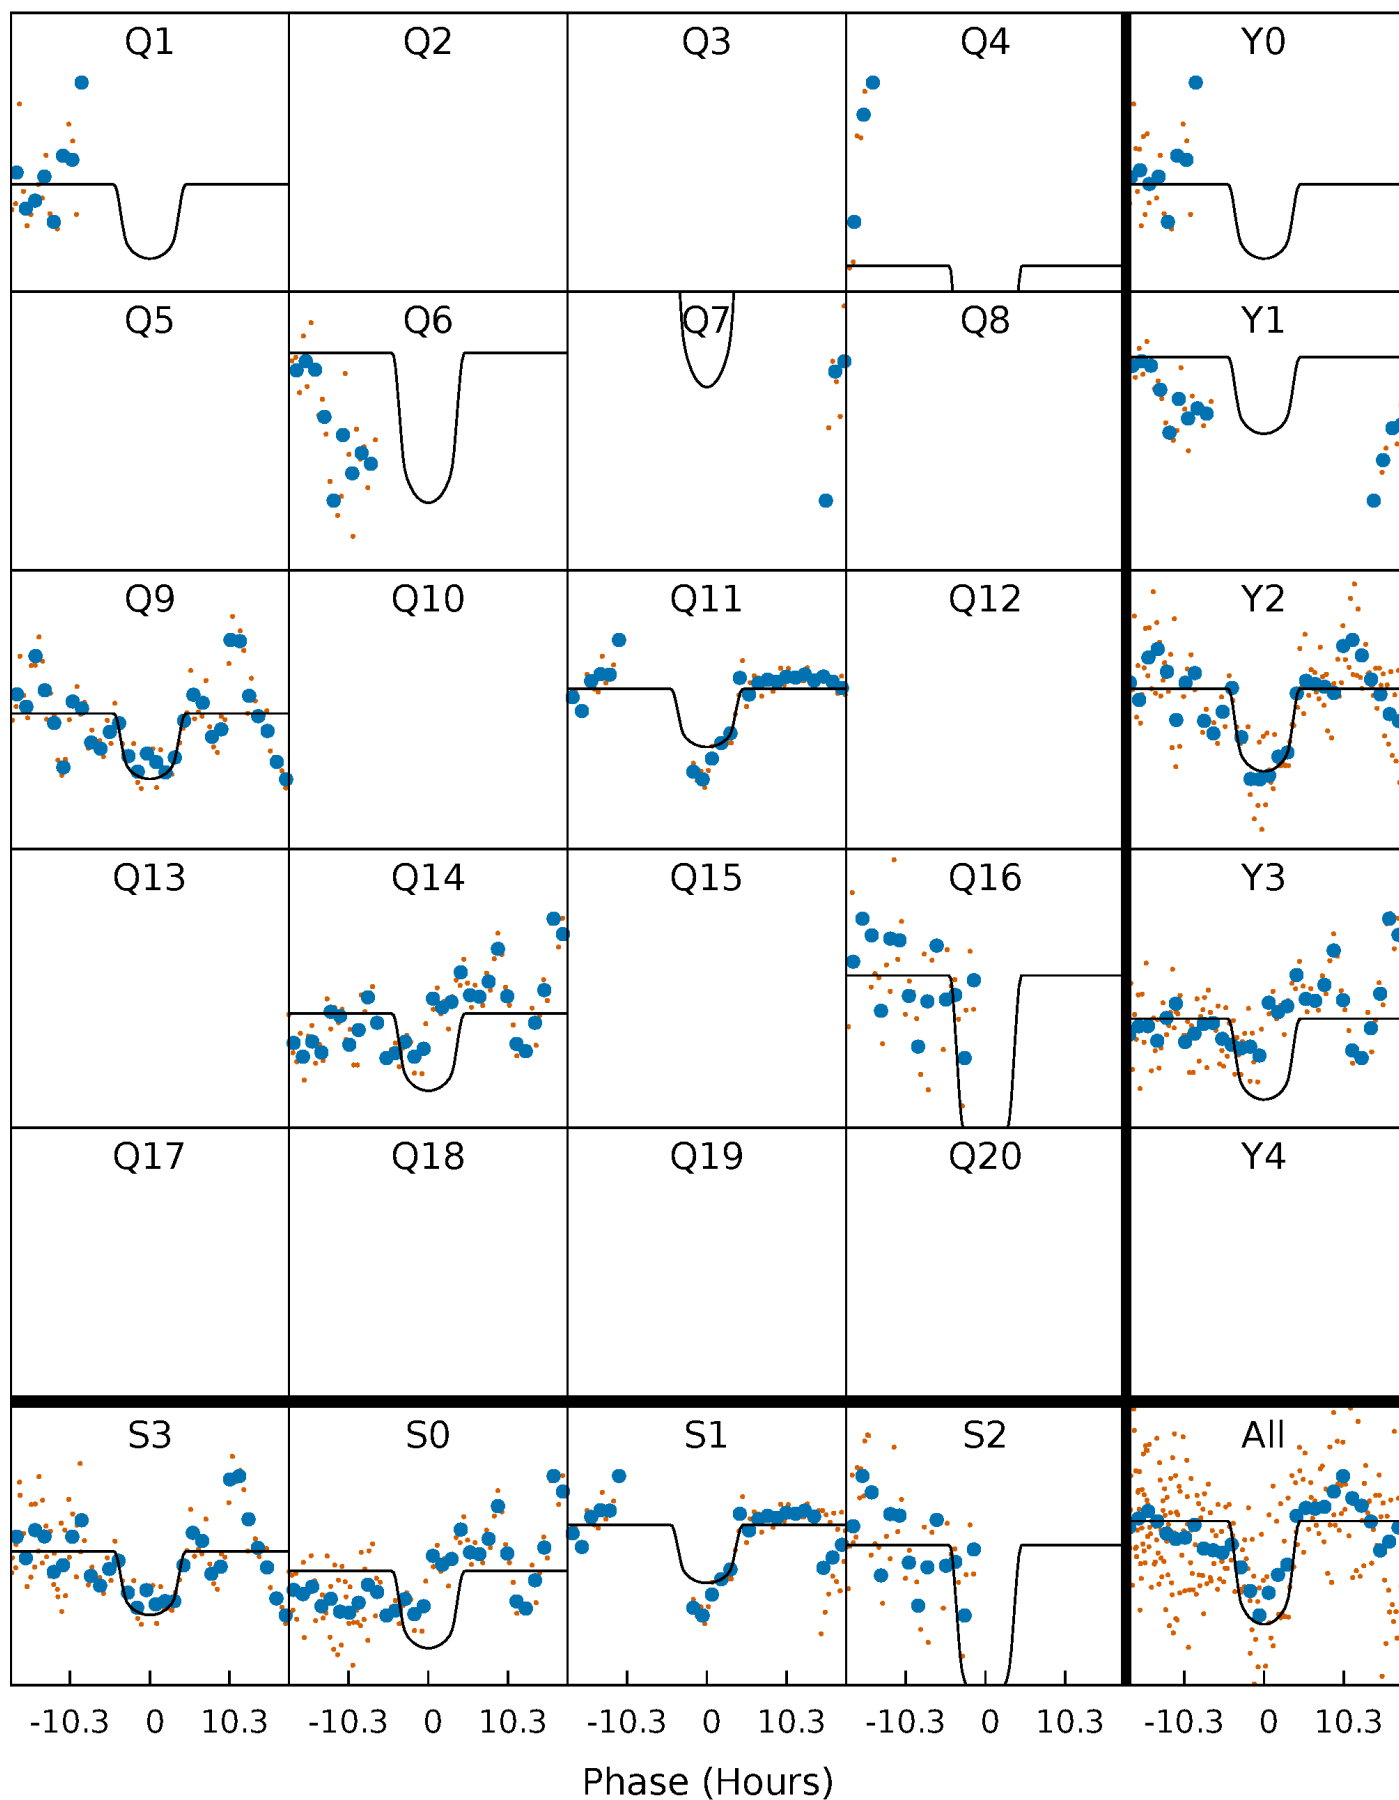 Q1 Q2 Q3 Q4 Y0
Q5 Q6 Q7 Q8 Y1
Q9 Q10 Q11 Q12 Y2
Q13 Q14 Q15 Q16 Y3
Q17 Q18 Q19 Q20 Y4
S3 S0 S1 S2 All
-10.3 0 10.3 -10.3 0 10.3 -10.3 0 10.3 -10.3 0 10.3 -10.3 0 10.3
Phase (Hours)